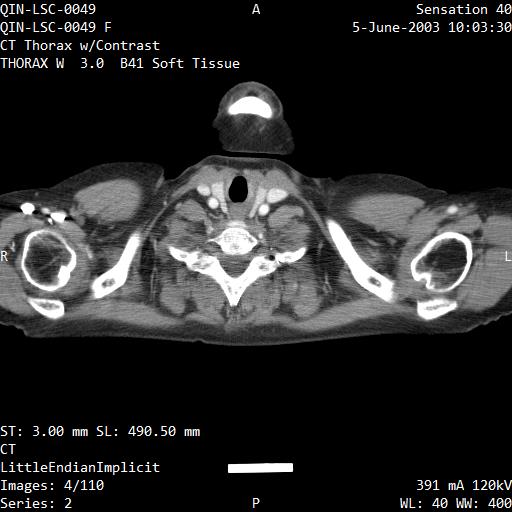 QIN-LSC-0049 A Sensation 40
QIN-LSC-0049 F 5-June-2003 10:03:30
CT Thorax w/Contrast
THORAX W 3.0 B41 Soft Tissue
R L
ST: 3.00 mm SL: 490.50 mm
CT
LittleEndianImplicit
Images: 4/110 391 mA 120kV
Series: 2 P WL: 40 WW: 400